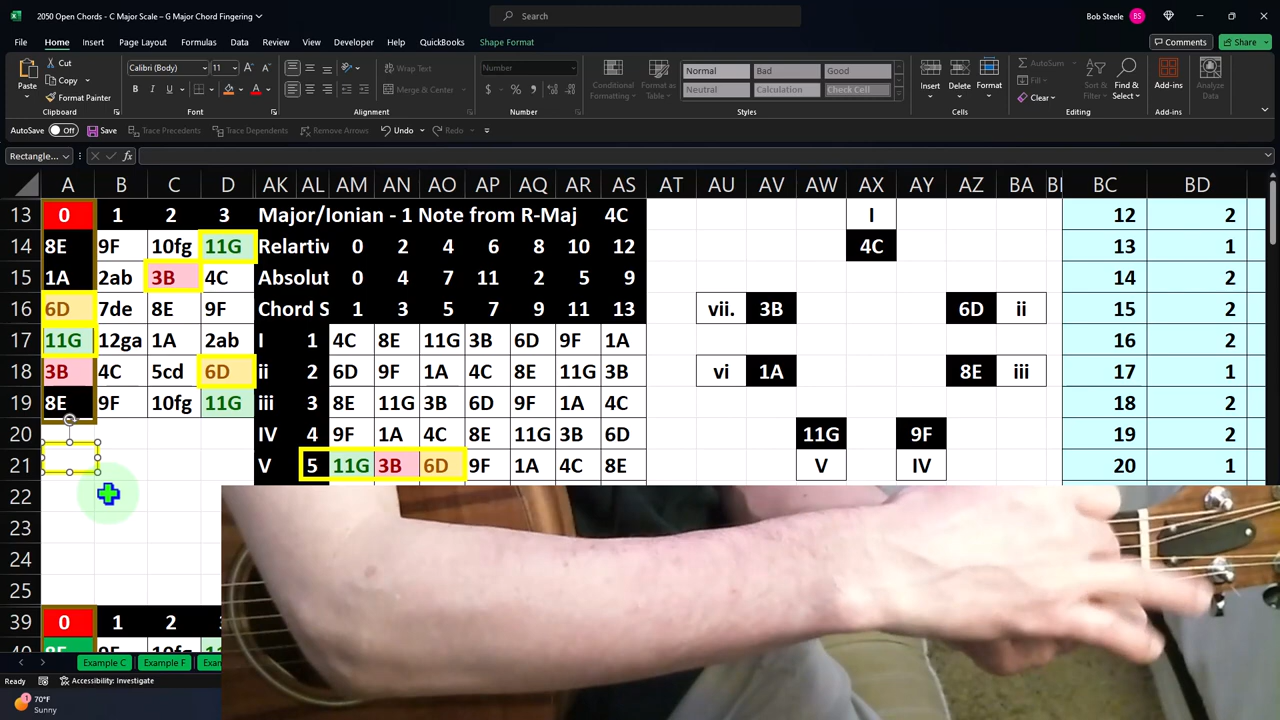 2050 Open Chords - C Major Scale – G Major Chord Fingering
Search
Bob Steele BS
File Home Insert Page Layout Formulas Data Review View Developer Automate Help QuickBooks Shape Format
Comments Share
Paste Cut Copy Format Painter
Calibri (Body) 11
Wrap Text
Merge & Center
Number
Conditional Formatting
Format as Table
Normal Bad Good
Neutral Calculation Check Cell
Insert Delete Format
AutoSum Fill Clear
Sort & Filter
Find & Select
Add-ins
Analyze Data
Clipboard Font Alignment Number Styles Cells Editing Add-ins
AutoSave Off Save Trace Precedents Trace Dependents Remove Arrows Undo Redo
Rectangle... fx
A B C D AK AL AM AN AO AP AQ AR AS AT AU AV AW AX AY AZ BA BC BD
13 0 1 2 3 Major/Ionian - 1 Note from R-Maj 4C I 12 2
14 8E 9F 10fg 11G Relartiv 0 2 4 6 8 10 12 4C 13 1
15 1A 2ab 3B 4C Absolut 0 4 7 11 2 5 9 14 2
16 6D 7de 8E 9F Chord S 1 3 5 7 9 11 13 vii. 3B 6D ii 15 2
17 11G 12ga 1A 2ab I 1 4C 8E 11G 3B 6D 9F 1A 16 2
18 3B 4C 5cd 6D ii 2 6D 9F 1A 4C 8E 11G 3B vi 1A 8E iii 17 1
19 8E 9F 10fg 11G iii 3 8E 11G 3B 6D 9F 1A 4C 18 2
20 IV 4 9F 1A 4C 8E 11G 3B 6D 11G 9F 19 2
21 V 5 11G 3B 6D 9F 1A 4C 8E V IV 20 1
22
23
24
25
39 0 1 2 3
Example C Example F
Ready Accessibility: Investigate
70°F
Sunny